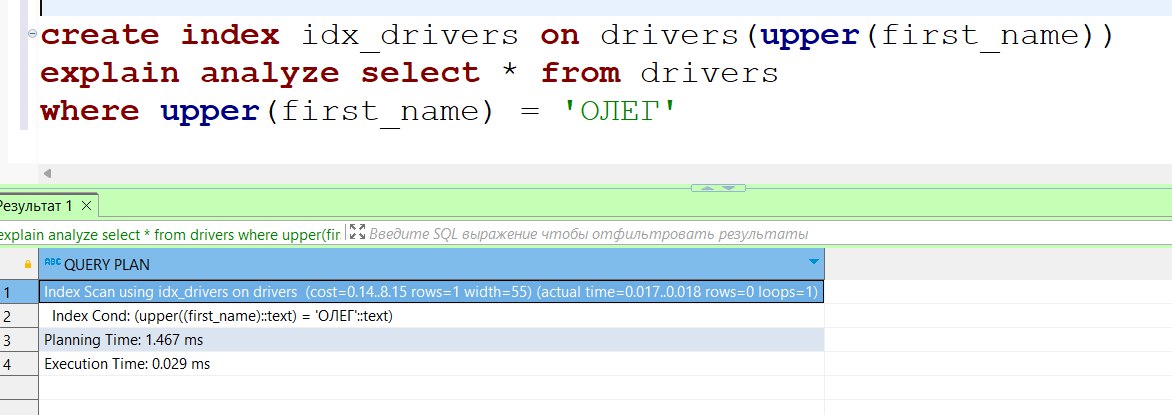 create index idx_drivers on drivers(upper(first_name))
explain analyze select * from drivers
where upper(first_name) = 'ОЛЕГ'
Результат 1
explain analyze select * from drivers where upper(fir
Введите SQL выражение чтобы отфильтровать результаты
ABC QUERY PLAN
1 Index Scan using idx_drivers on drivers (cost=0.14..8.15 rows=1 width=55) (actual time=0.017..0.018 rows=0 loops=1)
2 Index Cond: (upper((first_name)::text) = 'ОЛЕГ'::text)
3 Planning Time: 1.467 ms
4 Execution Time: 0.029 ms